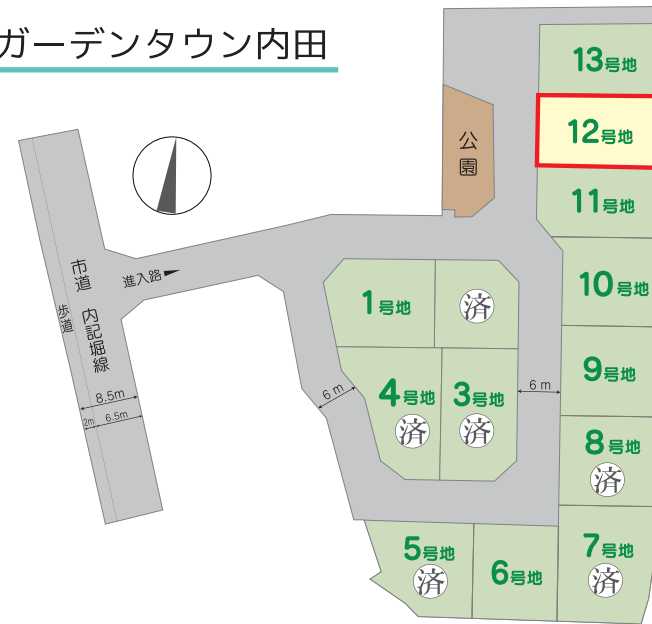 ガーデンタウン内田
13号地
12号地
11号地
10号地
9号地
8号地
済
7号地
済
公園
市道 内記堀線
歩道
進入路
1号地
済
4号地
済
3号地
済
6m
6m
8.5m
2m
6.5m
5号地
済
6号地